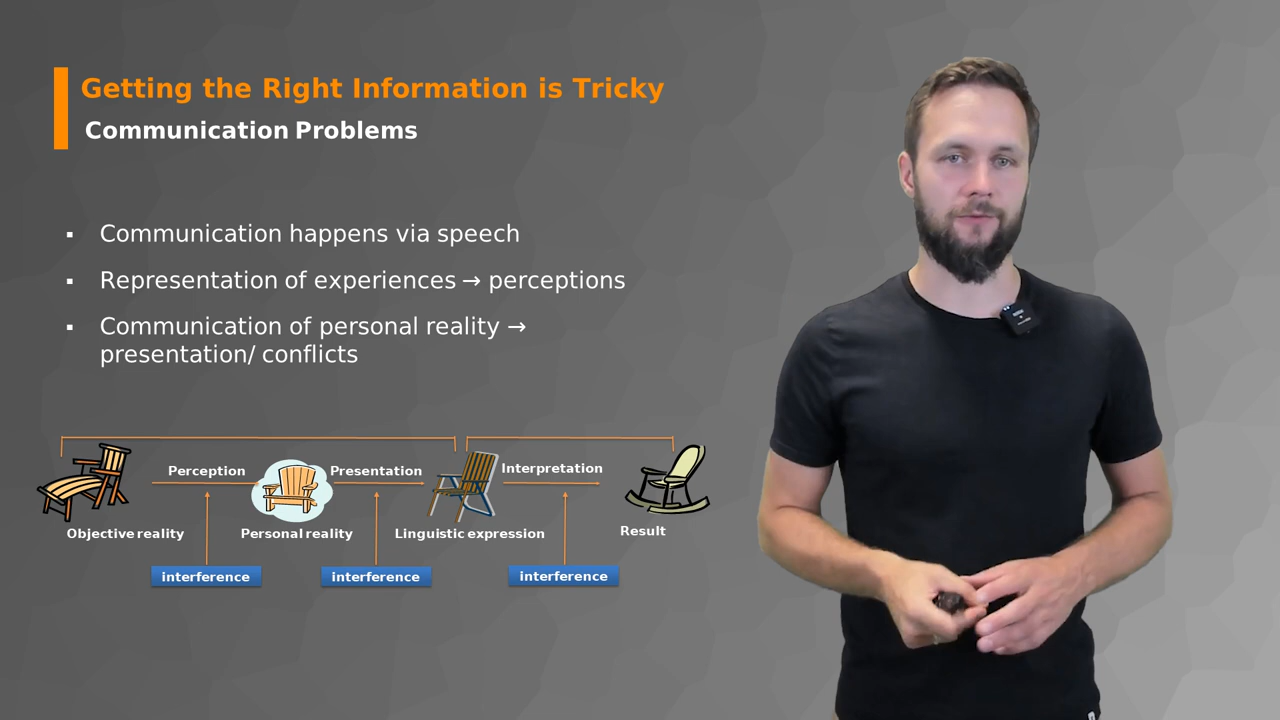 Getting the Right Information is Tricky
Communication Problems
▪ Communication happens via speech
▪ Representation of experiences → perceptions
▪ Communication of personal reality →
presentation/ conflicts
Perception
Presentation
Interpretation
Objective reality
Personal reality
Linguistic expression
Result
interference
interference
interference